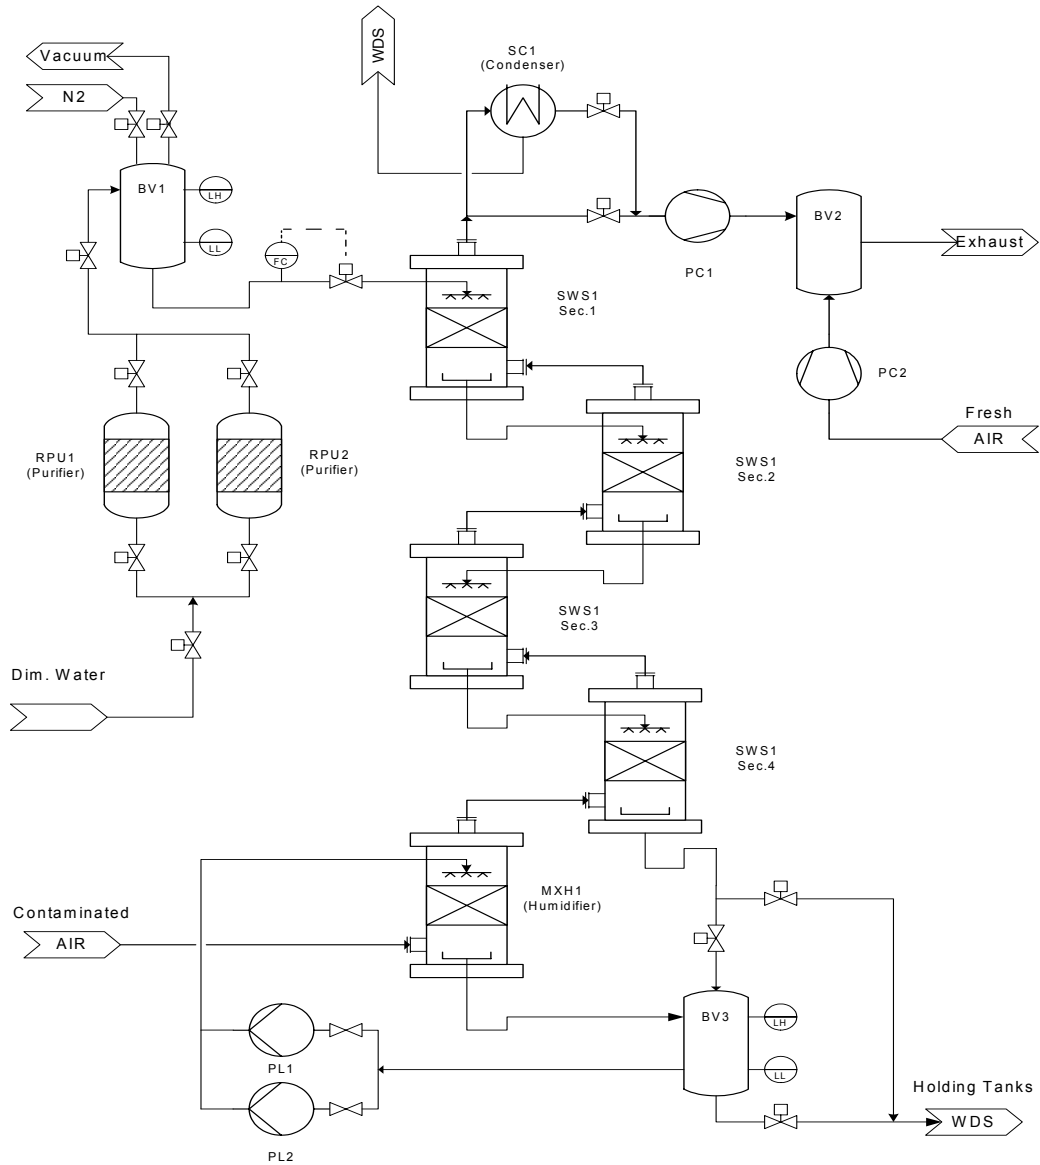 Vacuum
N2
WDS
SC1
(Condenser)
BV1
LH
LL
FC
BV2
Exhaust
PC1
SWS1
Sec.1
PC2
Fresh
AIR
RPU1
(Purifier)
RPU2
(Purifier)
SWS1
Sec.2
SWS1
Sec.3
Dim. Water
SWS1
Sec.4
MXH1
(Humidifier)
Contaminated
AIR
BV3
LH
LL
PL1
PL2
Holding Tanks
WDS